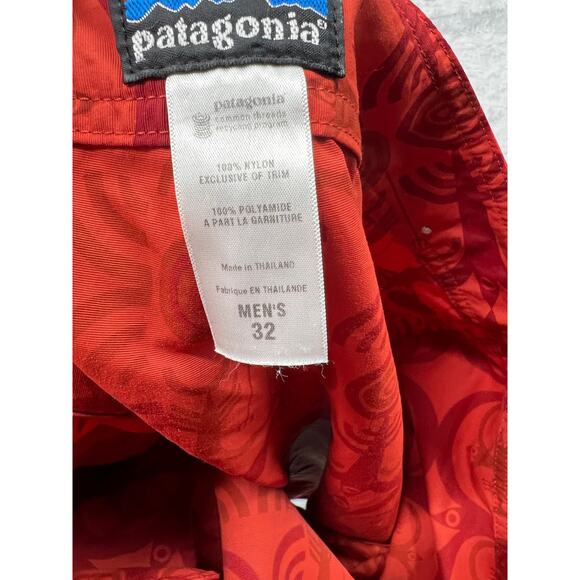 patagonia
patagonia
common threads
recycling program
100% NYLON
EXCLUSIVE OF TRIM
100% POLYAMIDE
A PART LA GARNITURE
Made in THAILAND
Fabrique EN THAILANDE
MEN'S
32